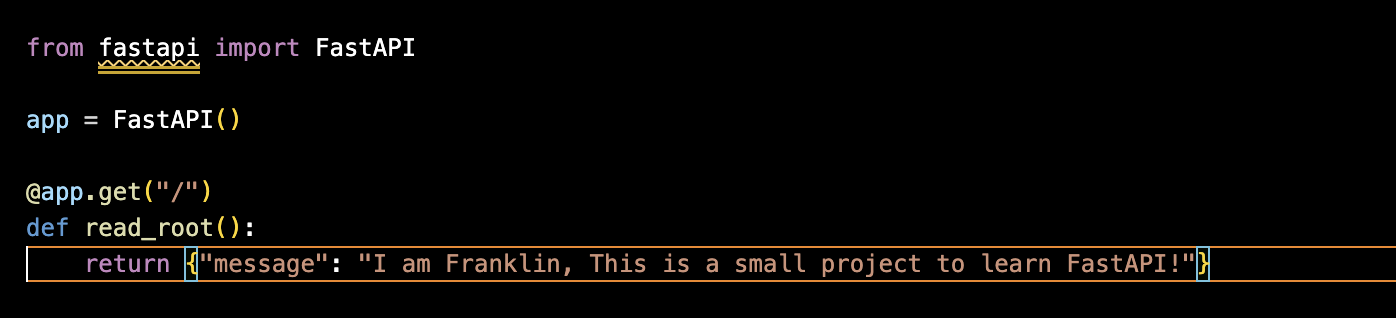 from fastapi import FastAPI
app = FastAPI()
@app.get("/")
def read_root():
    return {"message": "I am Franklin, This is a small project to learn FastAPI!"}